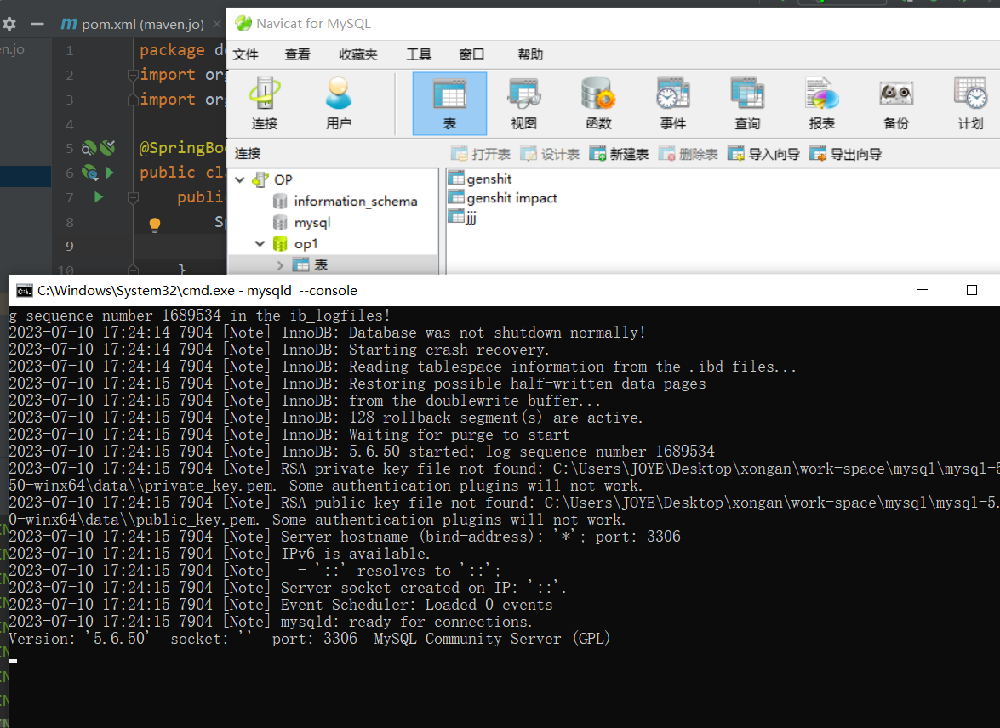 pom.xml (maven.jo)
en.jo
1 package d
2 import or
3 import or
4
5 @SpringBo
6 public cla
7 publi
8 S
9
10 }
Navicat for MySQL
文件 查看 收藏夹 工具 窗口 帮助
连接 用户 表 视图 函数 事件 查询 报表 备份 计划
连接
打开表 设计表 新建表 删除表 导入向导 导出向导
OP
information_schema
mysql
op1
表
genshit
genshit impact
jjj
C:\Windows\System32\cmd.exe - mysqld --console
g sequence number 1689534 in the ib_logfiles!
2023-07-10 17:24:14 7904 [Note] InnoDB: Database was not shutdown normally!
2023-07-10 17:24:14 7904 [Note] InnoDB: Starting crash recovery.
2023-07-10 17:24:14 7904 [Note] InnoDB: Reading tablespace information from the .ibd files...
2023-07-10 17:24:15 7904 [Note] InnoDB: Restoring possible half-written data pages
2023-07-10 17:24:15 7904 [Note] InnoDB: from the doublewrite buffer...
2023-07-10 17:24:15 7904 [Note] InnoDB: 128 rollback segment(s) are active.
2023-07-10 17:24:15 7904 [Note] InnoDB: Waiting for purge to start
2023-07-10 17:24:15 7904 [Note] InnoDB: 5.6.50 started; log sequence number 1689534
2023-07-10 17:24:15 7904 [Note] RSA private key file not found: C:\Users\JOYE\Desktop\xongan\work-space\mysql\mysql-5
50-winx64\data\\private_key.pem. Some authentication plugins will not work.
2023-07-10 17:24:15 7904 [Note] RSA public key file not found: C:\Users\JOYE\Desktop\xongan\work-space\mysql\mysql-5.
0-winx64\data\\public_key.pem. Some authentication plugins will not work.
2023-07-10 17:24:15 7904 [Note] Server hostname (bind-address): '*'; port: 3306
2023-07-10 17:24:15 7904 [Note] IPv6 is available.
2023-07-10 17:24:15 7904 [Note]   - '::' resolves to '::';
2023-07-10 17:24:15 7904 [Note] Server socket created on IP: '::'.
2023-07-10 17:24:15 7904 [Note] Event Scheduler: Loaded 0 events
2023-07-10 17:24:15 7904 [Note] mysqld: ready for connections.
Version: '5.6.50'  socket: ''  port: 3306  MySQL Community Server (GPL)